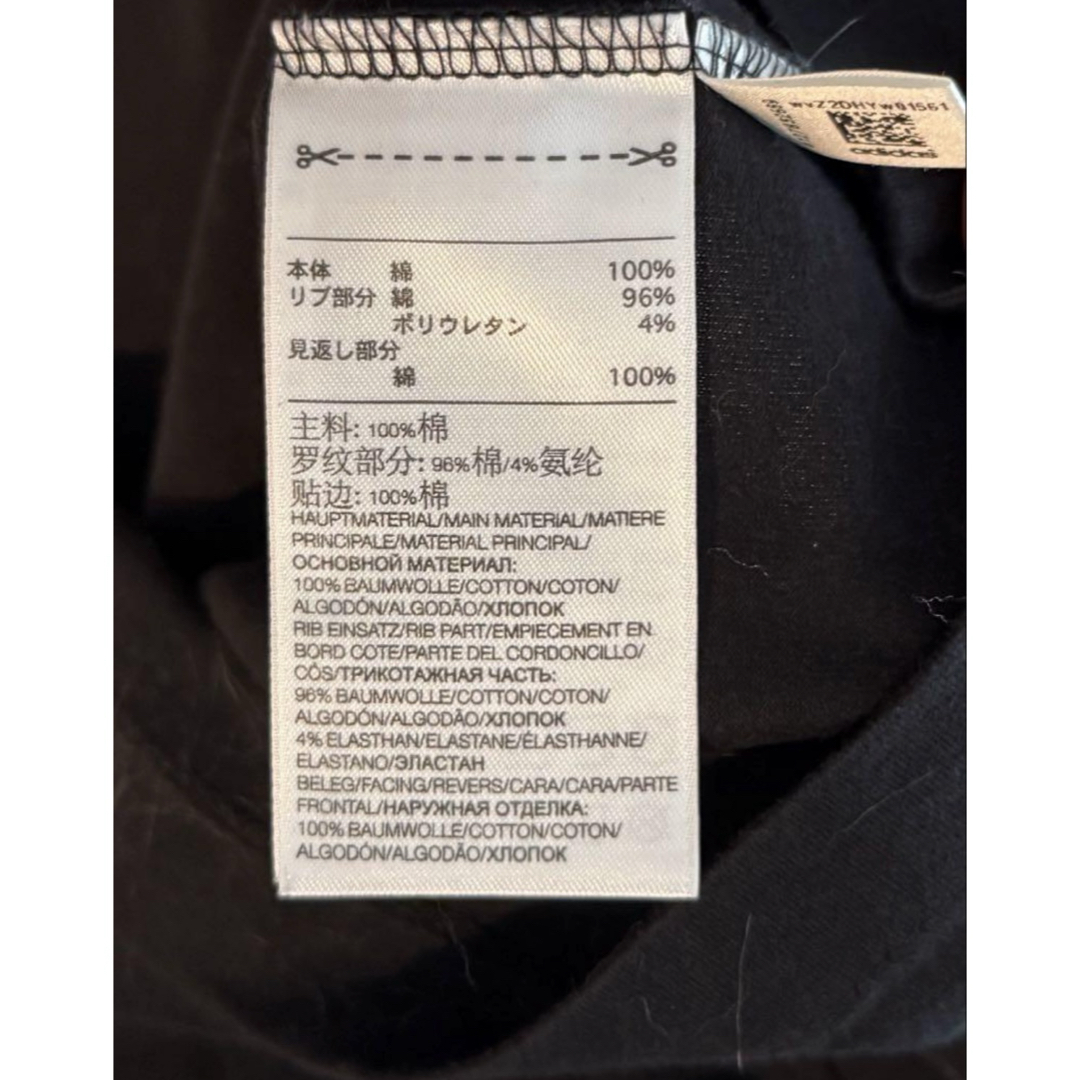 wvZ2DHYw01561
adidas
本体 綿 100%
リブ部分 綿 96%
ポリウレタン 4%
見返し部分
綿 100%
主料: 100%棉
罗纹部分: 96%棉/4%氨纶
贴边: 100%棉
HAUPTMATERIAL/MAIN MATERIAL/MATIERE
PRINCIPALE/MATERIAL PRINCIPAL/
ОСНОВНОЙ МАТЕРИАЛ:
100% BAUMWOLLE/COTTON/COTON/
ALGODÓN/ALGODÃO/ХЛОПОК
RIB EINSATZ/RIB PART/EMPIECEMENT EN
BORD COTE/PARTE DEL CORDONCILLO/
CÓS/ТРИКОТАЖНАЯ ЧАСТЬ:
96% BAUMWOLLE/COTTON/COTON/
ALGODÓN/ALGODÃO/ХЛОПОК
4% ELASTHAN/ELASTANE/ÉLASTHANNE/
ELASTANO/ЭЛАСТАН
BELEG/FACING/REVERS/CARA/CARA/PARTE
FRONTAL/НАРУЖНАЯ ОТДЕЛКА:
100% BAUMWOLLE/COTTON/COTON/
ALGODÓN/ALGODÃO/ХЛОПОК